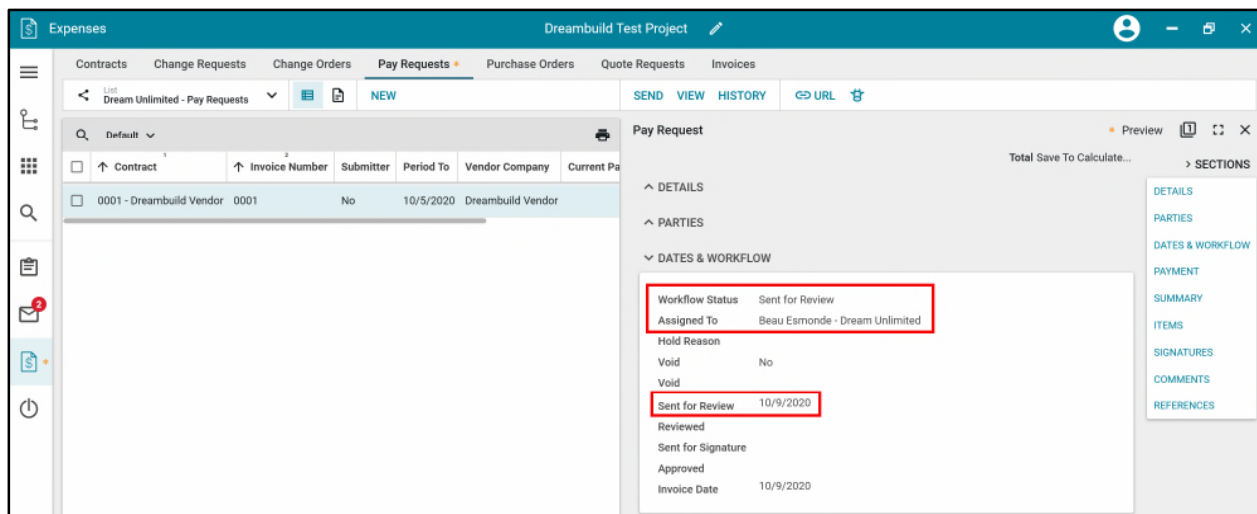 Expenses
Dreambuild Test Project
Contracts Change Requests Change Orders Pay Requests Purchase Orders Quote Requests Invoices
List
Dream Unlimited - Pay Requests
NEW
SEND VIEW HISTORY URL
Default
Pay Request
Preview
1
Total Save To Calculate...
SECTIONS
1 2
Contract Invoice Number Submitter Period To Vendor Company Current Pa
0001 - Dreambuild Vendor 0001 No 10/5/2020 Dreambuild Vendor
2
DETAILS
PARTIES
DATES & WORKFLOW
Workflow Status Sent for Review
Assigned To Beau Esmonde - Dream Unlimited
Hold Reason
Void No
Void
Sent for Review 10/9/2020
Reviewed
Sent for Signature
Approved
Invoice Date 10/9/2020
DETAILS
PARTIES
DATES & WORKFLOW
PAYMENT
SUMMARY
ITEMS
SIGNATURES
COMMENTS
REFERENCES